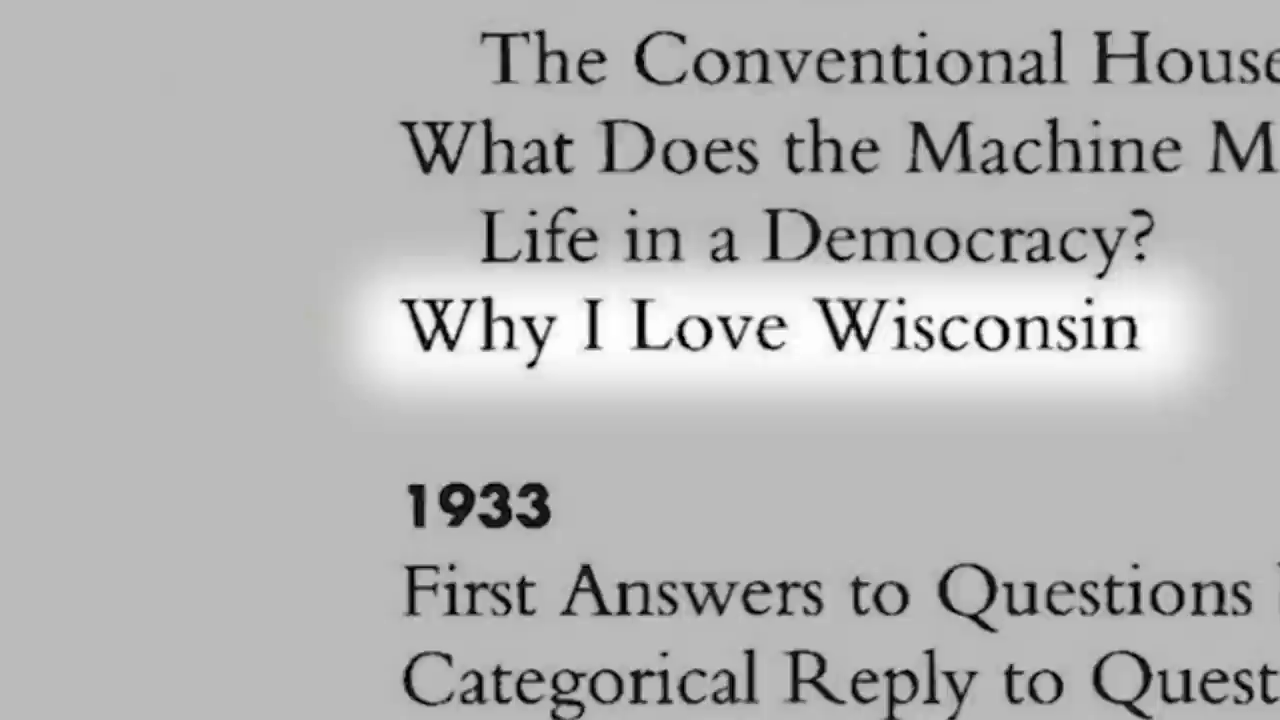 The Conventional House
What Does the Machine M
Life in a Democracy?
Why I Love Wisconsin
1933
First Answers to Questions
Categorical Reply to Quest